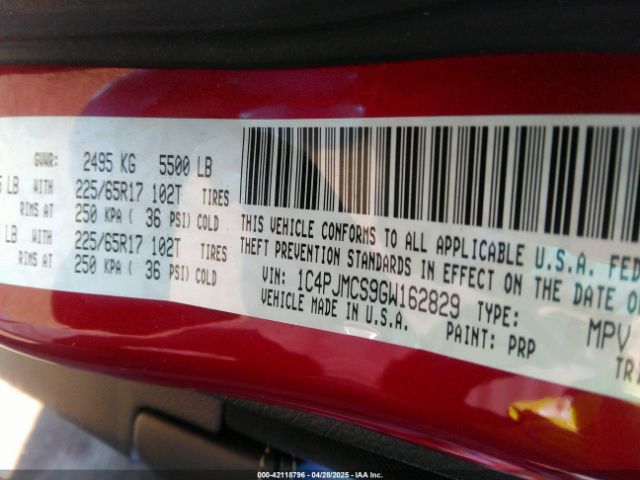 GVWR: 2495 KG 5500 LB
LB WITH 225/65R17 102T TIRES
RIMS AT 250 KPA ( 36 PSI) COLD
LB WITH 225/65R17 102T TIRES
RIMS AT 250 KPA ( 36 PSI) COLD
THIS VEHICLE CONFORMS TO ALL APPLICABLE U.S.A. FED
THEFT PREVENTION STANDARDS IN EFFECT ON THE DATE O
VIN: 1C4PJMCS9GW162829 TYPE: MPV
VEHICLE MADE IN U.S.A. PAINT: PRP TRI
000-42118796 - 04/28/2025 - IAA Inc.